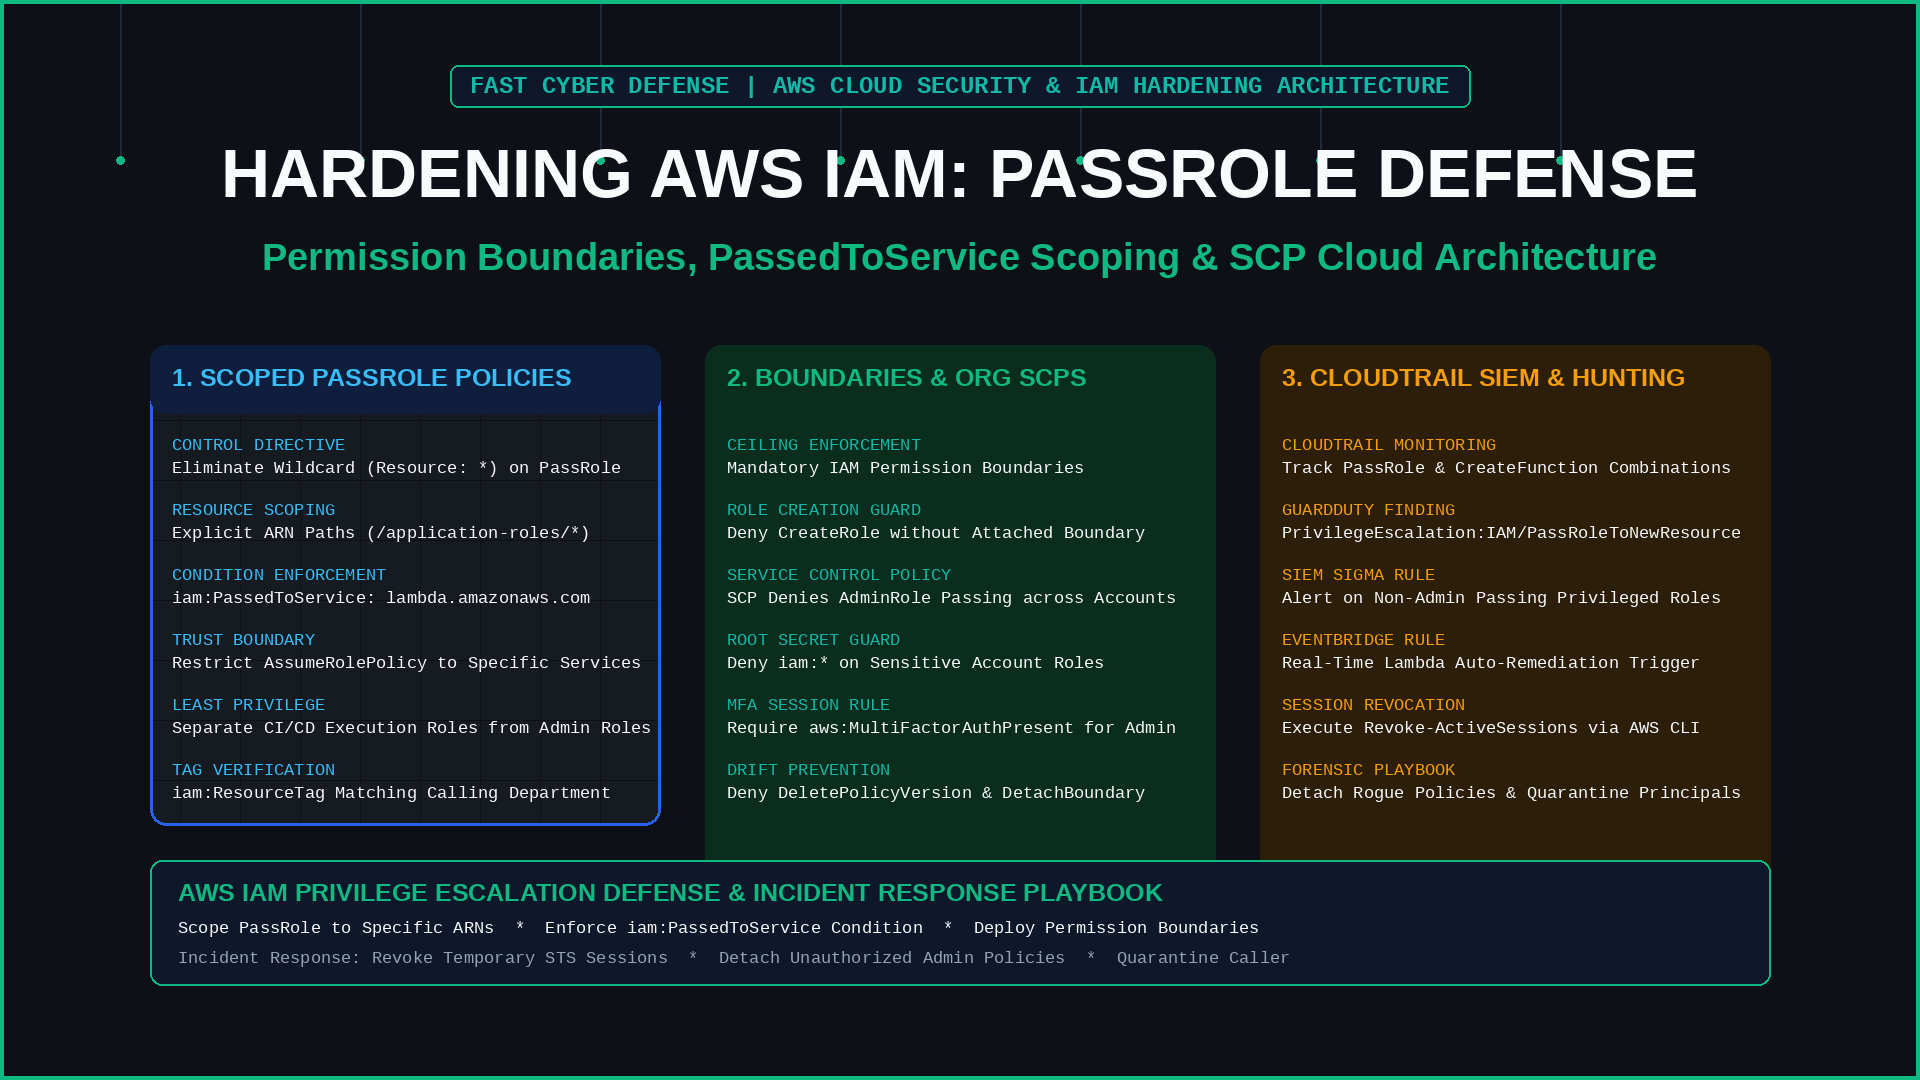 FAST CYBER DEFENSE | AWS CLOUD SECURITY & IAM HARDENING ARCHITECTURE
HARDENING AWS IAM: PASSROLE DEFENSE
Permission Boundaries, PassedToService Scoping & SCP Cloud Architecture
1. SCOPED PASSROLE POLICIES
CONTROL DIRECTIVE
Eliminate Wildcard (Resource: *) on PassRole
RESOURCE SCOPING
Explicit ARN Paths (/application-roles/*)
CONDITION ENFORCEMENT
iam:PassedToService: lambda.amazonaws.com
TRUST BOUNDARY
Restrict AssumeRolePolicy to Specific Services
LEAST PRIVILEGE
Separate CI/CD Execution Roles from Admin Roles
TAG VERIFICATION
iam:ResourceTag Matching Calling Department
2. BOUNDARIES & ORG SCPS
CEILING ENFORCEMENT
Mandatory IAM Permission Boundaries
ROLE CREATION GUARD
Deny CreateRole without Attached Boundary
SERVICE CONTROL POLICY
SCP Denies AdminRole Passing across Accounts
ROOT SECRET GUARD
Deny iam:* on Sensitive Account Roles
MFA SESSION RULE
Require aws:MultiFactorAuthPresent for Admin
DRIFT PREVENTION
Deny DeletePolicyVersion & DetachBoundary
3. CLOUDTRAIL SIEM & HUNTING
CLOUDTRAIL MONITORING
Track PassRole & CreateFunction Combinations
GUARDDUTY FINDING
PrivilegeEscalation:IAM/PassRoleToNewResource
SIEM SIGMA RULE
Alert on Non-Admin Passing Privileged Roles
EVENTBRIDGE RULE
Real-Time Lambda Auto-Remediation Trigger
SESSION REVOCATION
Execute Revoke-ActiveSessions via AWS CLI
FORENSIC PLAYBOOK
Detach Rogue Policies & Quarantine Principals
AWS IAM PRIVILEGE ESCALATION DEFENSE & INCIDENT RESPONSE PLAYBOOK
Scope PassRole to Specific ARNs * Enforce iam:PassedToService Condition * Deploy Permission Boundaries
Incident Response: Revoke Temporary STS Sessions * Detach Unauthorized Admin Policies * Quarantine Caller